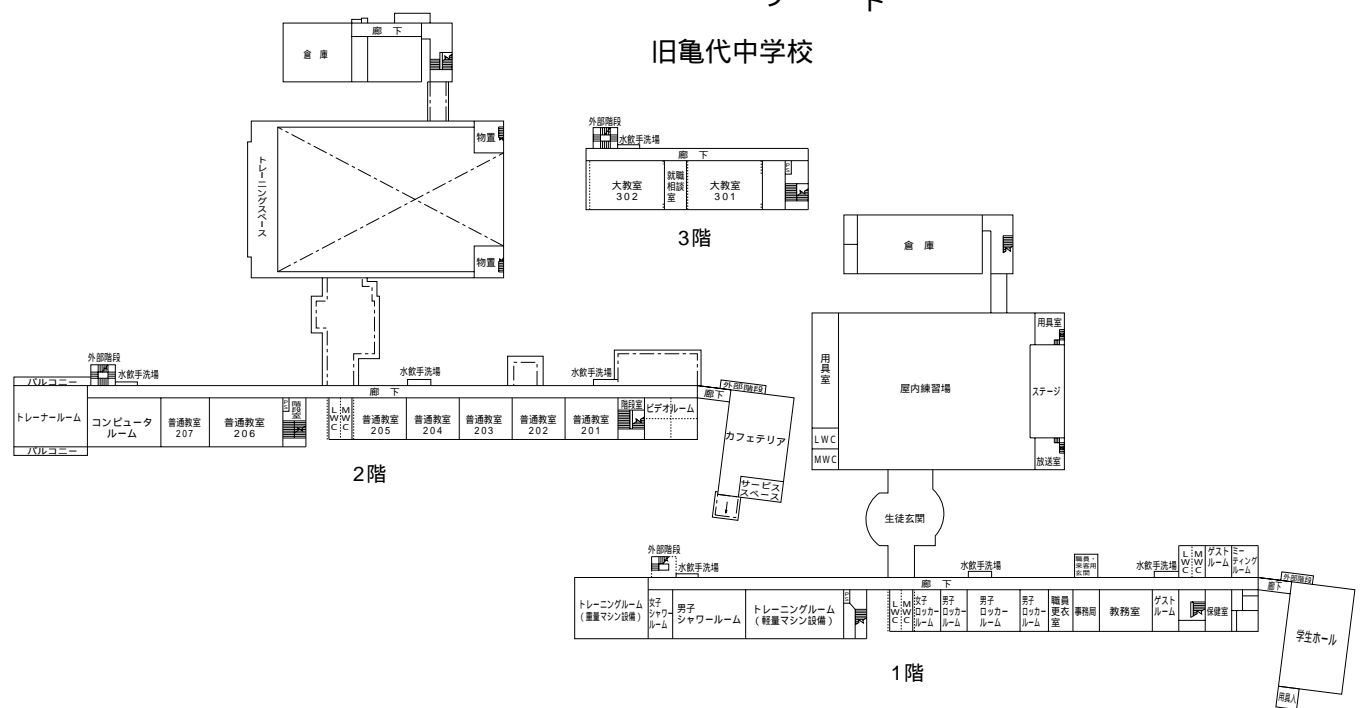 旧亀代中学校
廊 下
倉 庫
物置
トレーニングスペース
物置
外部階段
水飲手洗場
廊 下
大教室
302
就職
相談
室
大教室
301
PS
3階
外部階段
水飲手洗場
水飲手洗場
水飲手洗場
外部階段
バルコニー
廊 下
廊下
トレーナールーム
コンピュータ
ルーム
普通教室
207
普通教室
206
PS
階段室
LWC
MWC
普通教室
205
普通教室
204
普通教室
203
普通教室
202
普通教室
201
階段室
ビデオルーム
カフェテリア
バルコニー
サービス
スペース
2階
倉 庫
用具室
用具室
屋内練習場
ステージ
LWC
MWC
放送室
生徒玄関
外部階段
水飲手洗場
水飲手洗場
職員・
来客用
玄関
水飲手洗場
LWC
MWC
ゲスト
ルーム
ミー
ティング
ルーム
外部階段
廊 下
廊下
トレーニングルーム
(重量マシン設備)
女子
シャワー
ルーム
男子
シャワールーム
トレーニングルーム
(軽量マシン設備)
PS
LWC
MWC
女子
ロッカー
ルーム
男子
ロッカー
ルーム
男子
ロッカー
ルーム
男子
ロッカー
ルーム
職員
更衣
室
事務局
教務室
ゲスト
ルーム
保健室
学生ホール
用具入
1階